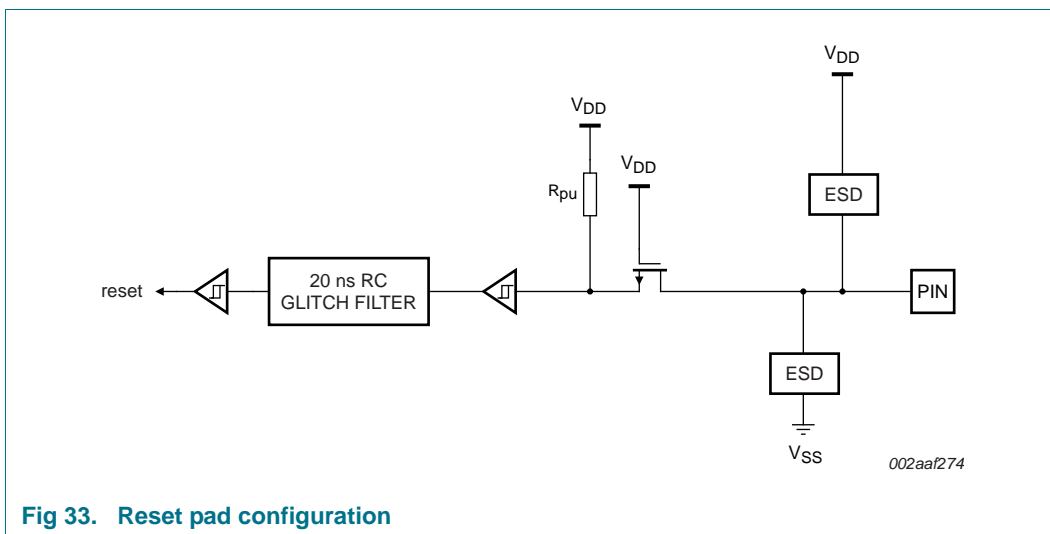 VDD
VDD
VDD
Rpu
ESD
reset
20 ns RC
GLITCH FILTER
PIN
ESD
VSS
002aaf274
Fig 33. Reset pad configuration